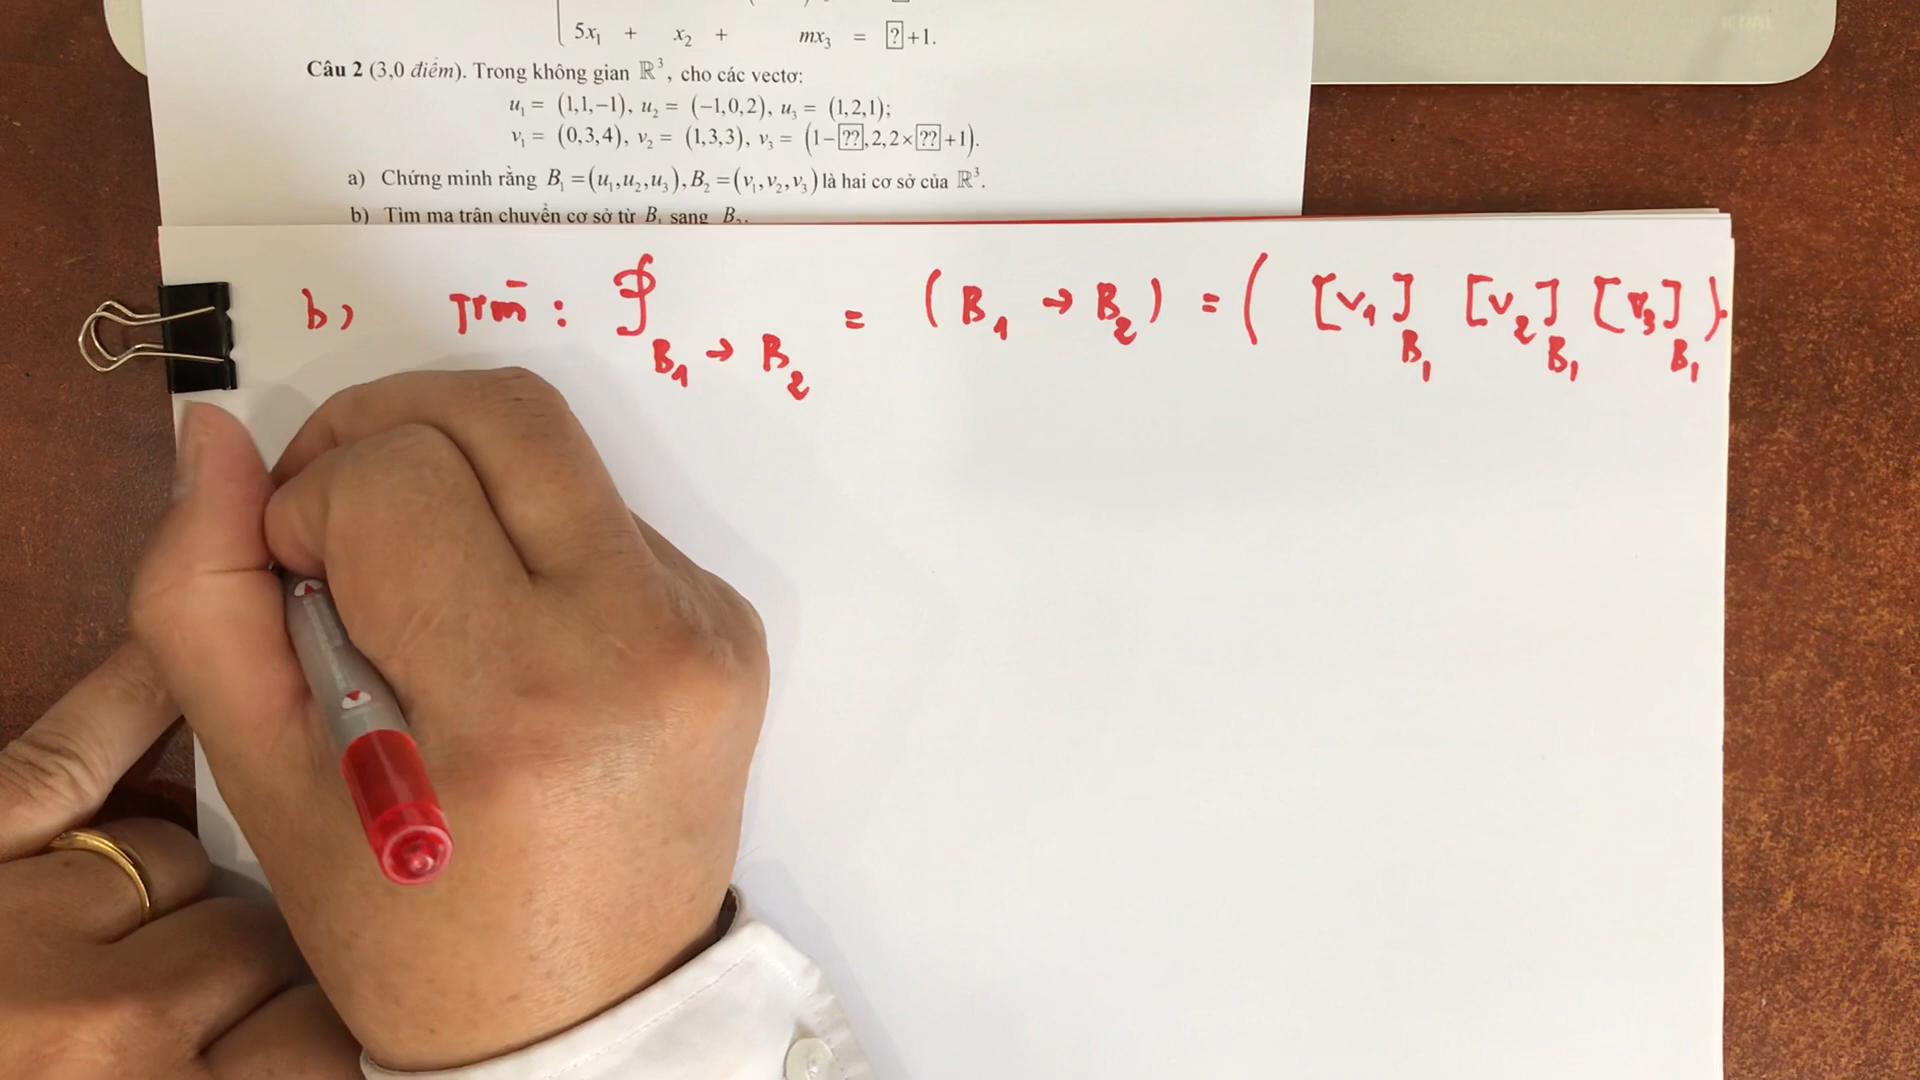 5x₁ + x₂ + mx₃ = ? +1.
Câu 2 (3,0 điểm). Trong không gian ℝ³, cho các vectơ:
u₁ = (1,1,−1), u₂ = (−1,0,2), u₃ = (1,2,1);
v₁ = (0,3,4), v₂ = (1,3,3), v₃ = (1−??,2,2×??+1).
a) Chứng minh rằng B₁ =(u₁,u₂,u₃), B₂ =(v₁,v₂,v₃) là hai cơ sở của ℝ³.
b) Tìm ma trận chuyển cơ sở từ B₁ sang B₂.
b) Tìm : P B₁ → B₂ = (B₁ → B₂) = ( [v₁]B₁ [v₂]B₁ [v₃]B₁ )